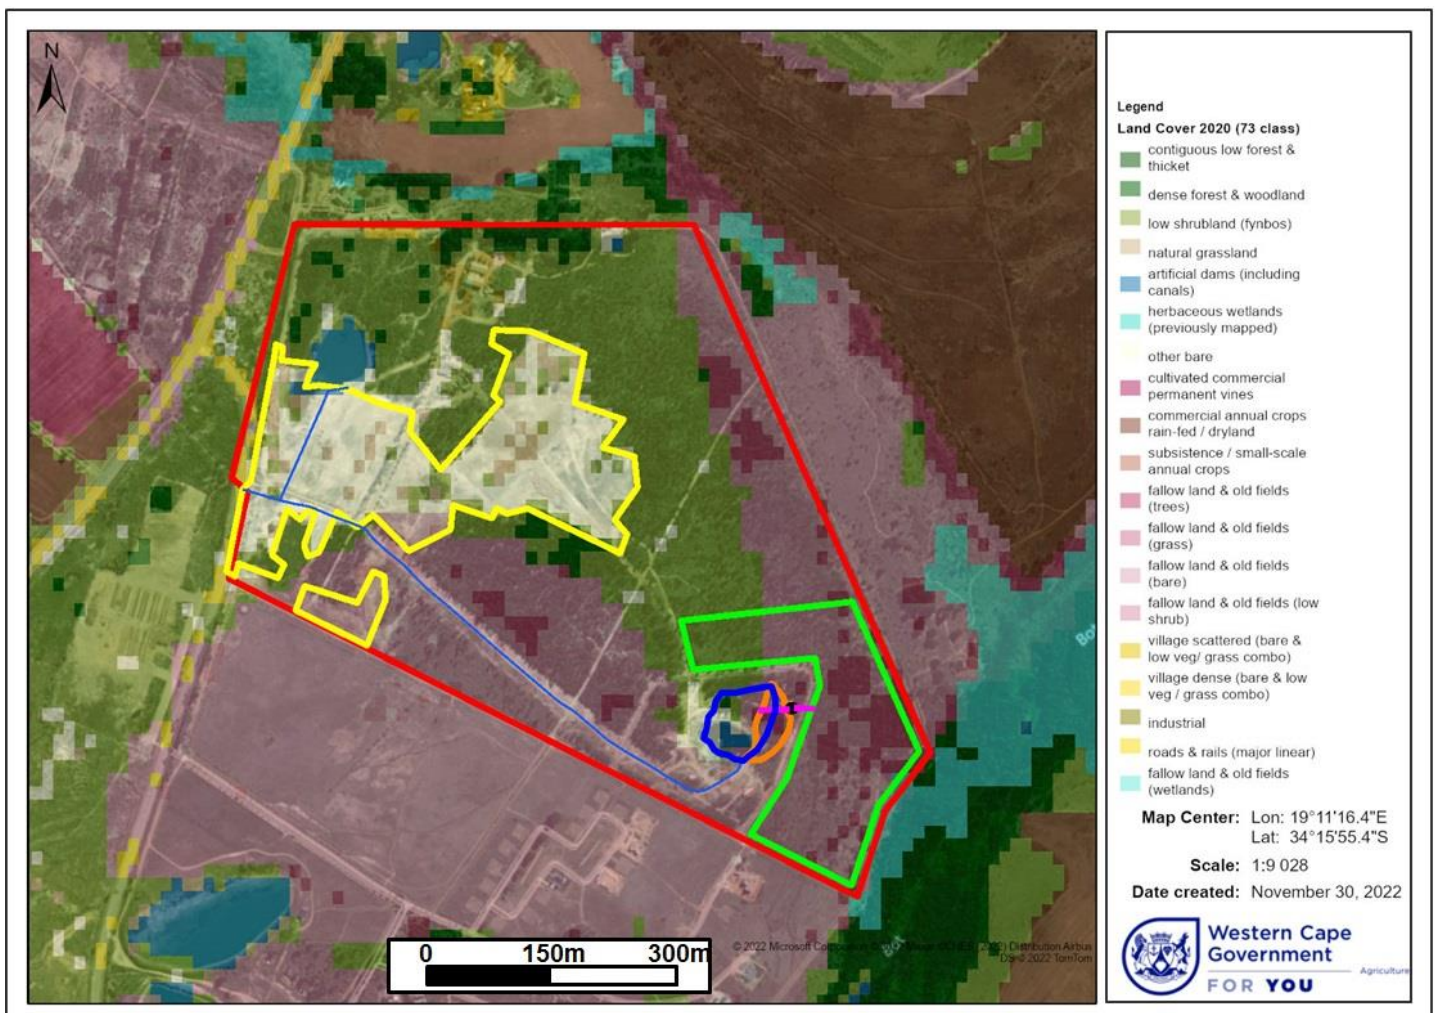 N
Legend
Land Cover 2020 (73 class)
contiguous low forest &
thicket
dense forest & woodland
low shrubland (fynbos)
natural grassland
artificial dams (including
canals)
herbaceous wetlands
(previously mapped)
other bare
cultivated commercial
permanent vines
commercial annual crops
rain-fed / dryland
subsistence / small-scale
annual crops
fallow land & old fields
(trees)
fallow land & old fields
(grass)
fallow land & old fields
(bare)
fallow land & old fields (low
shrub)
village scattered (bare &
low veg/ grass combo)
village dense (bare & low
veg / grass combo)
industrial
roads & rails (major linear)
fallow land & old fields
(wetlands)
Map Center: Lon: 19°11'16.4"E
Lat: 34°15'55.4"S
Scale: 1:9 028
Date created: November 30, 2022
Western Cape
Government
Agriculture
FOR YOU
1
Bot
0 150m 300m
© 2022 Microsoft Distribution Airbus
DS © 2022 TomTom